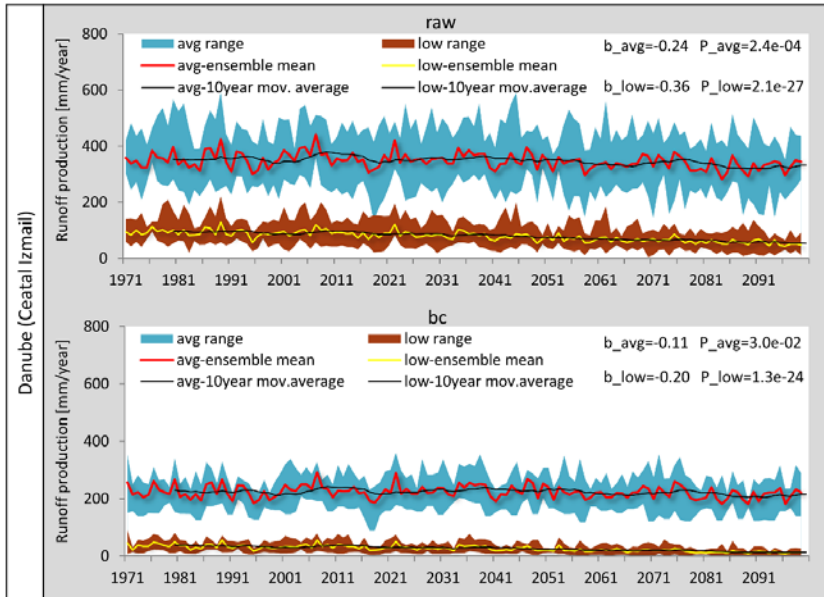 Danube (Ceatal Izmail)
raw
Runoff production [mm/year]
800
600
400
200
0
avg range
low range
avg-ensemble mean
low-ensemble mean
avg-10year mov. average
low-10year mov.average
b_avg=-0.24 P_avg=2.4e-04
b_low=-0.36 P_low=2.1e-27
1971 1981 1991 2001 2011 2021 2031 2041 2051 2061 2071 2081 2091
bc
Runoff production [mm/year]
800
600
400
200
0
avg range
low range
avg-ensemble mean
low-ensemble mean
avg-10year mov.average
low-10year mov.average
b_avg=-0.11 P_avg=3.0e-02
b_low=-0.20 P_low=1.3e-24
1971 1981 1991 2001 2011 2021 2031 2041 2051 2061 2071 2081 2091